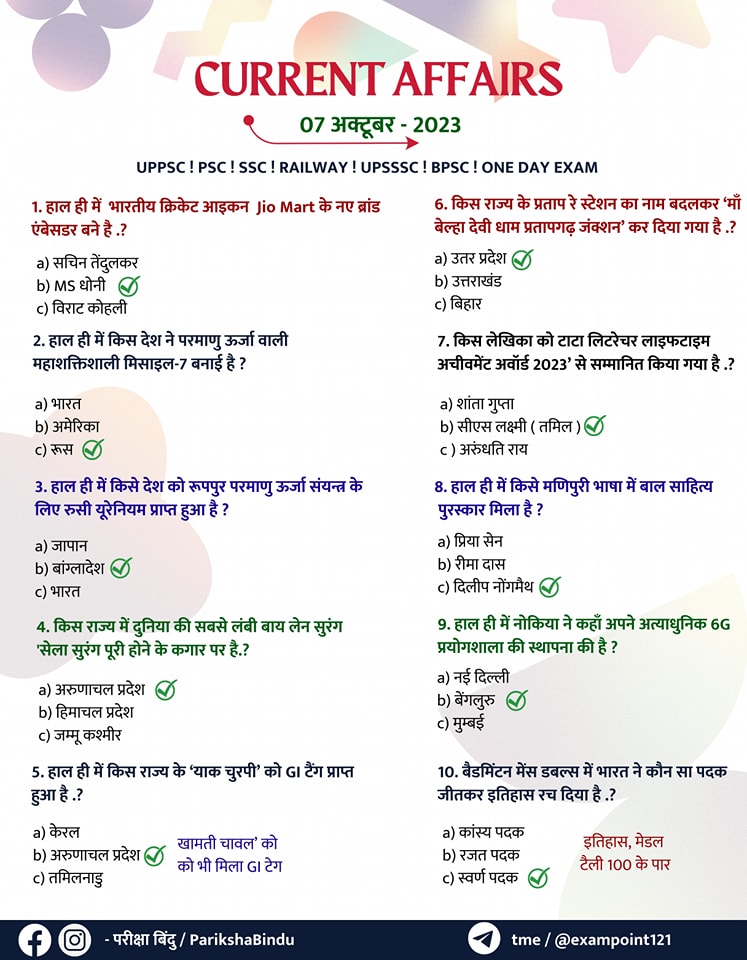 CURRENT AFFAIRS
07 अक्टूबर - 2023
UPPSC ! PSC ! SSC ! RAILWAY ! UPSSSC ! BPSC ! ONE DAY EXAM
1. हाल ही में भारतीय क्रिकेट आइकन Jio Mart के नए ब्रांड
एंबेसडर बने है .?
a) सचिन तेंदुलकर
b) MS धोनी
c) विराट कोहली
2. हाल ही में किस देश ने परमाणु ऊर्जा वाली
महाशक्तिशाली मिसाइल-7 बनाई है ?
a) भारत
b) अमेरिका
c) रूस
3. हाल ही में किसे देश को रूपपुर परमाणु ऊर्जा संयन्त्र के
लिए रुसी यूरेनियम प्राप्त हुआ है ?
a) जापान
b) बांग्लादेश
c) भारत
4. किस राज्य में दुनिया की सबसे लंबी बाय लेन सुरंग
'सेला सुरंग पूरी होने के कगार पर है.?
a) अरुणाचल प्रदेश
b) हिमाचल प्रदेश
c) जम्मू कश्मीर
5. हाल ही में किस राज्य के ‘याक चुरपी’ को GI टैंग प्राप्त
हुआ है .?
a) केरल
b) अरुणाचल प्रदेश
c) तमिलनाडु
खामती चावल’ को
को भी मिला GI टेग
6. किस राज्य के प्रताप रे स्टेशन का नाम बदलकर ‘माँ
बेल्हा देवी धाम प्रतापगढ़ जंक्शन’ कर दिया गया है .?
a) उतर प्रदेश
b) उत्तराखंड
c) बिहार
7. किस लेखिका को टाटा लिटरेचर लाइफटाइम
अचीवमेंट अवॉर्ड 2023’ से सम्मानित किया गया है .?
a) शांता गुप्ता
b) सीएस लक्ष्मी ( तमिल )
c ) अरुंधति राय
8. हाल ही में किसे मणिपुरी भाषा में बाल साहित्य
पुरस्कार मिला है ?
a) प्रिया सेन
b) रीमा दास
c) दिलीप नोंगमैथ
9. हाल ही में नोकिया ने कहाँ अपने अत्याधुनिक 6G
प्रयोगशाला की स्थापना की है ?
a) नई दिल्ली
b) बेंगलुरु
c) मुम्बई
10. बैडमिंटन मेंस डबल्स में भारत ने कौन सा पदक
जीतकर इतिहास रच दिया है .?
a) कांस्य पदक
b) रजत पदक
c) स्वर्ण पदक
इतिहास, मेडल
टैली 100 के पार
- परीक्षा बिंदु / ParikshaBindu
tme / @exampoint121